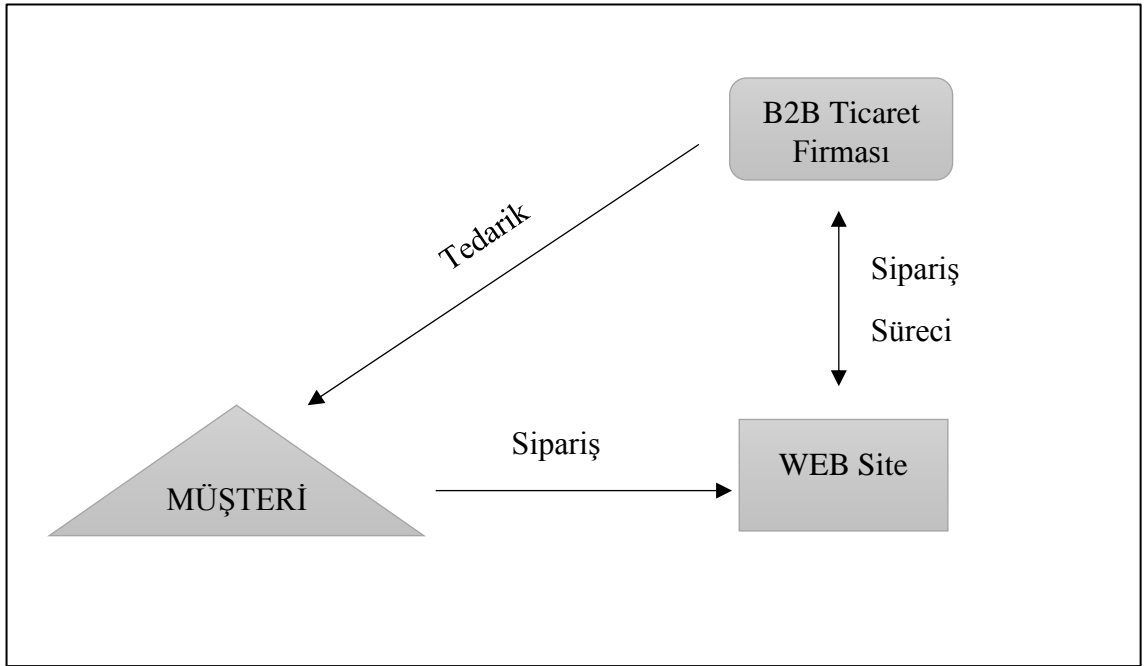 B2B Ticaret
Firması
Tedarik
Sipariş
Süreci
Sipariş
WEB Site
MÜŞTERİ